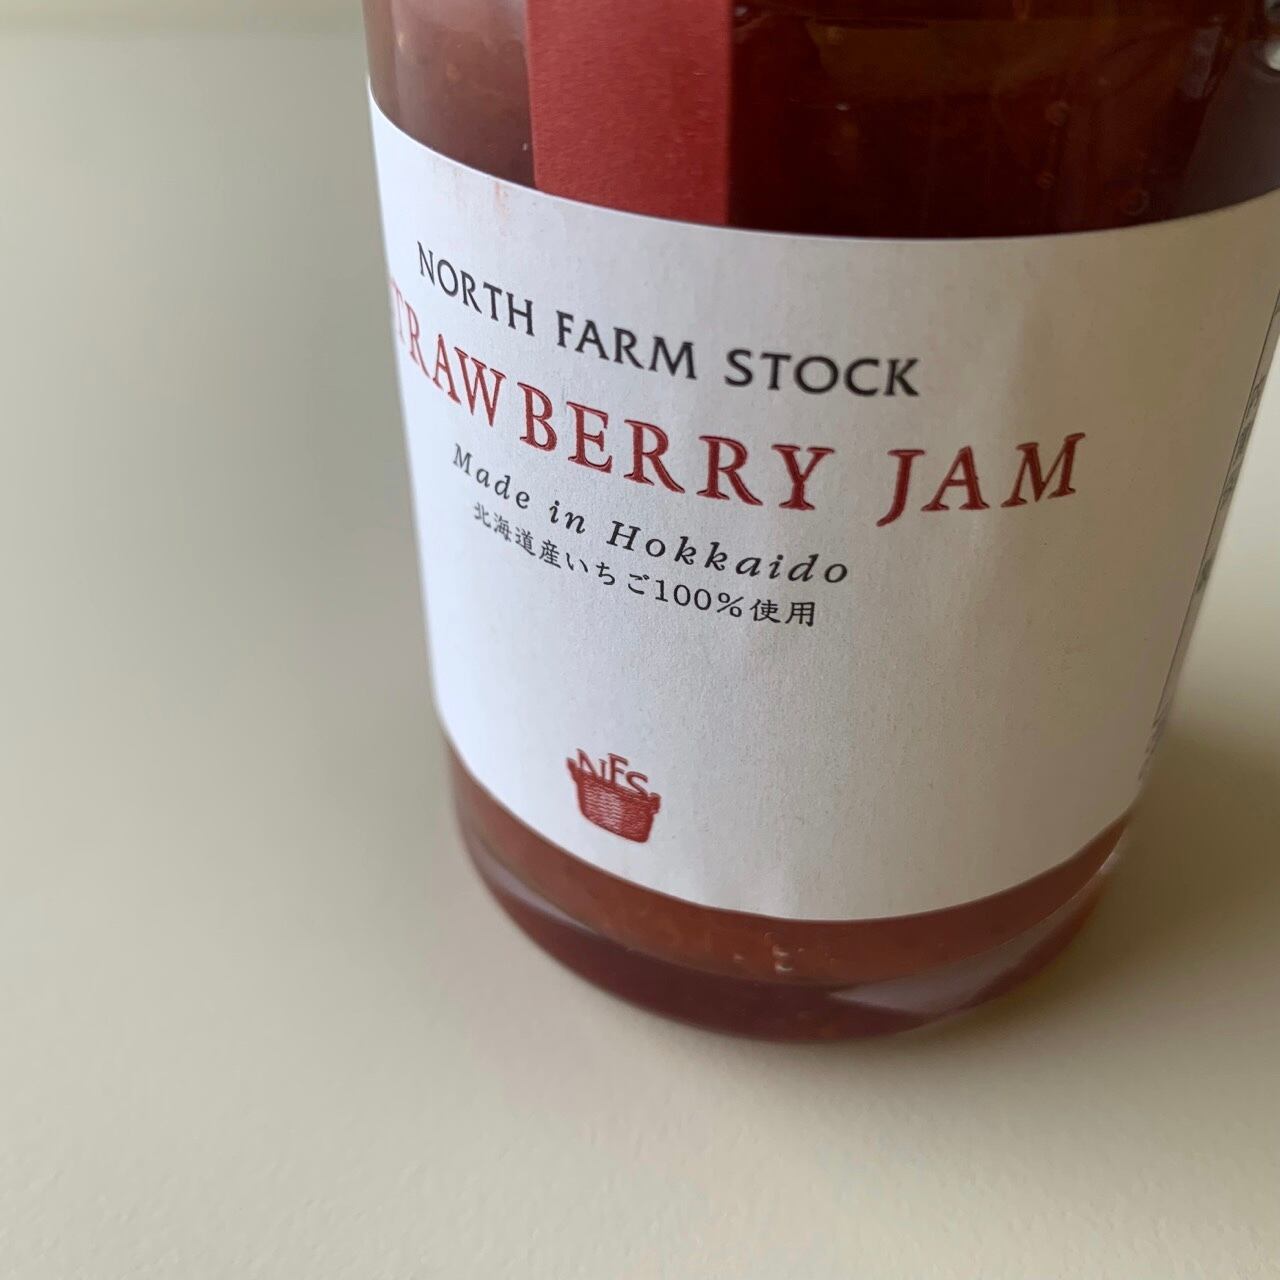 NORTH FARM STOCK
STRAWBERRY JAM
Made in Hokkaido
北海道産いちご100%使用
NFS